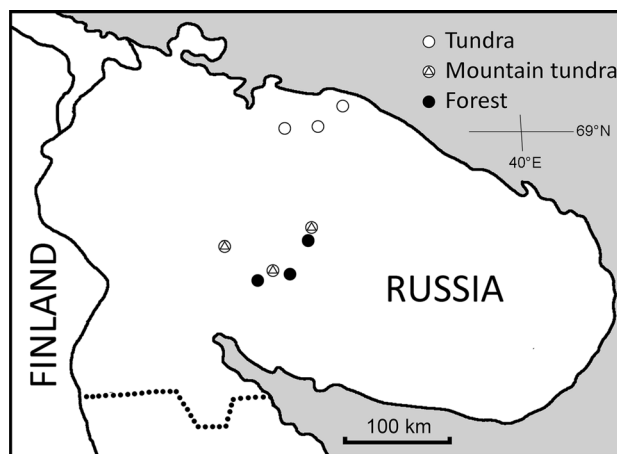 Tundra
Mountain tundra
Forest
69°N
40°E
FINLAND
RUSSIA
100 km